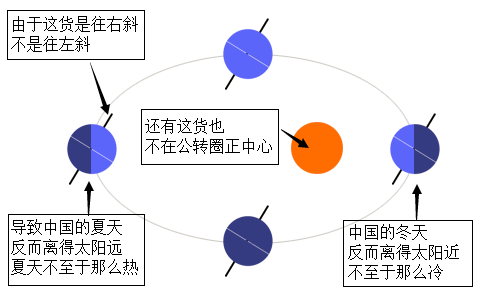 由于这货是往右斜
不是往左斜
还有这货也
不在公转圈正中心
导致中国的夏天
反而离得太阳远
夏天不至于那么热
中国的冬天
反而离得太阳近
不至于那么冷